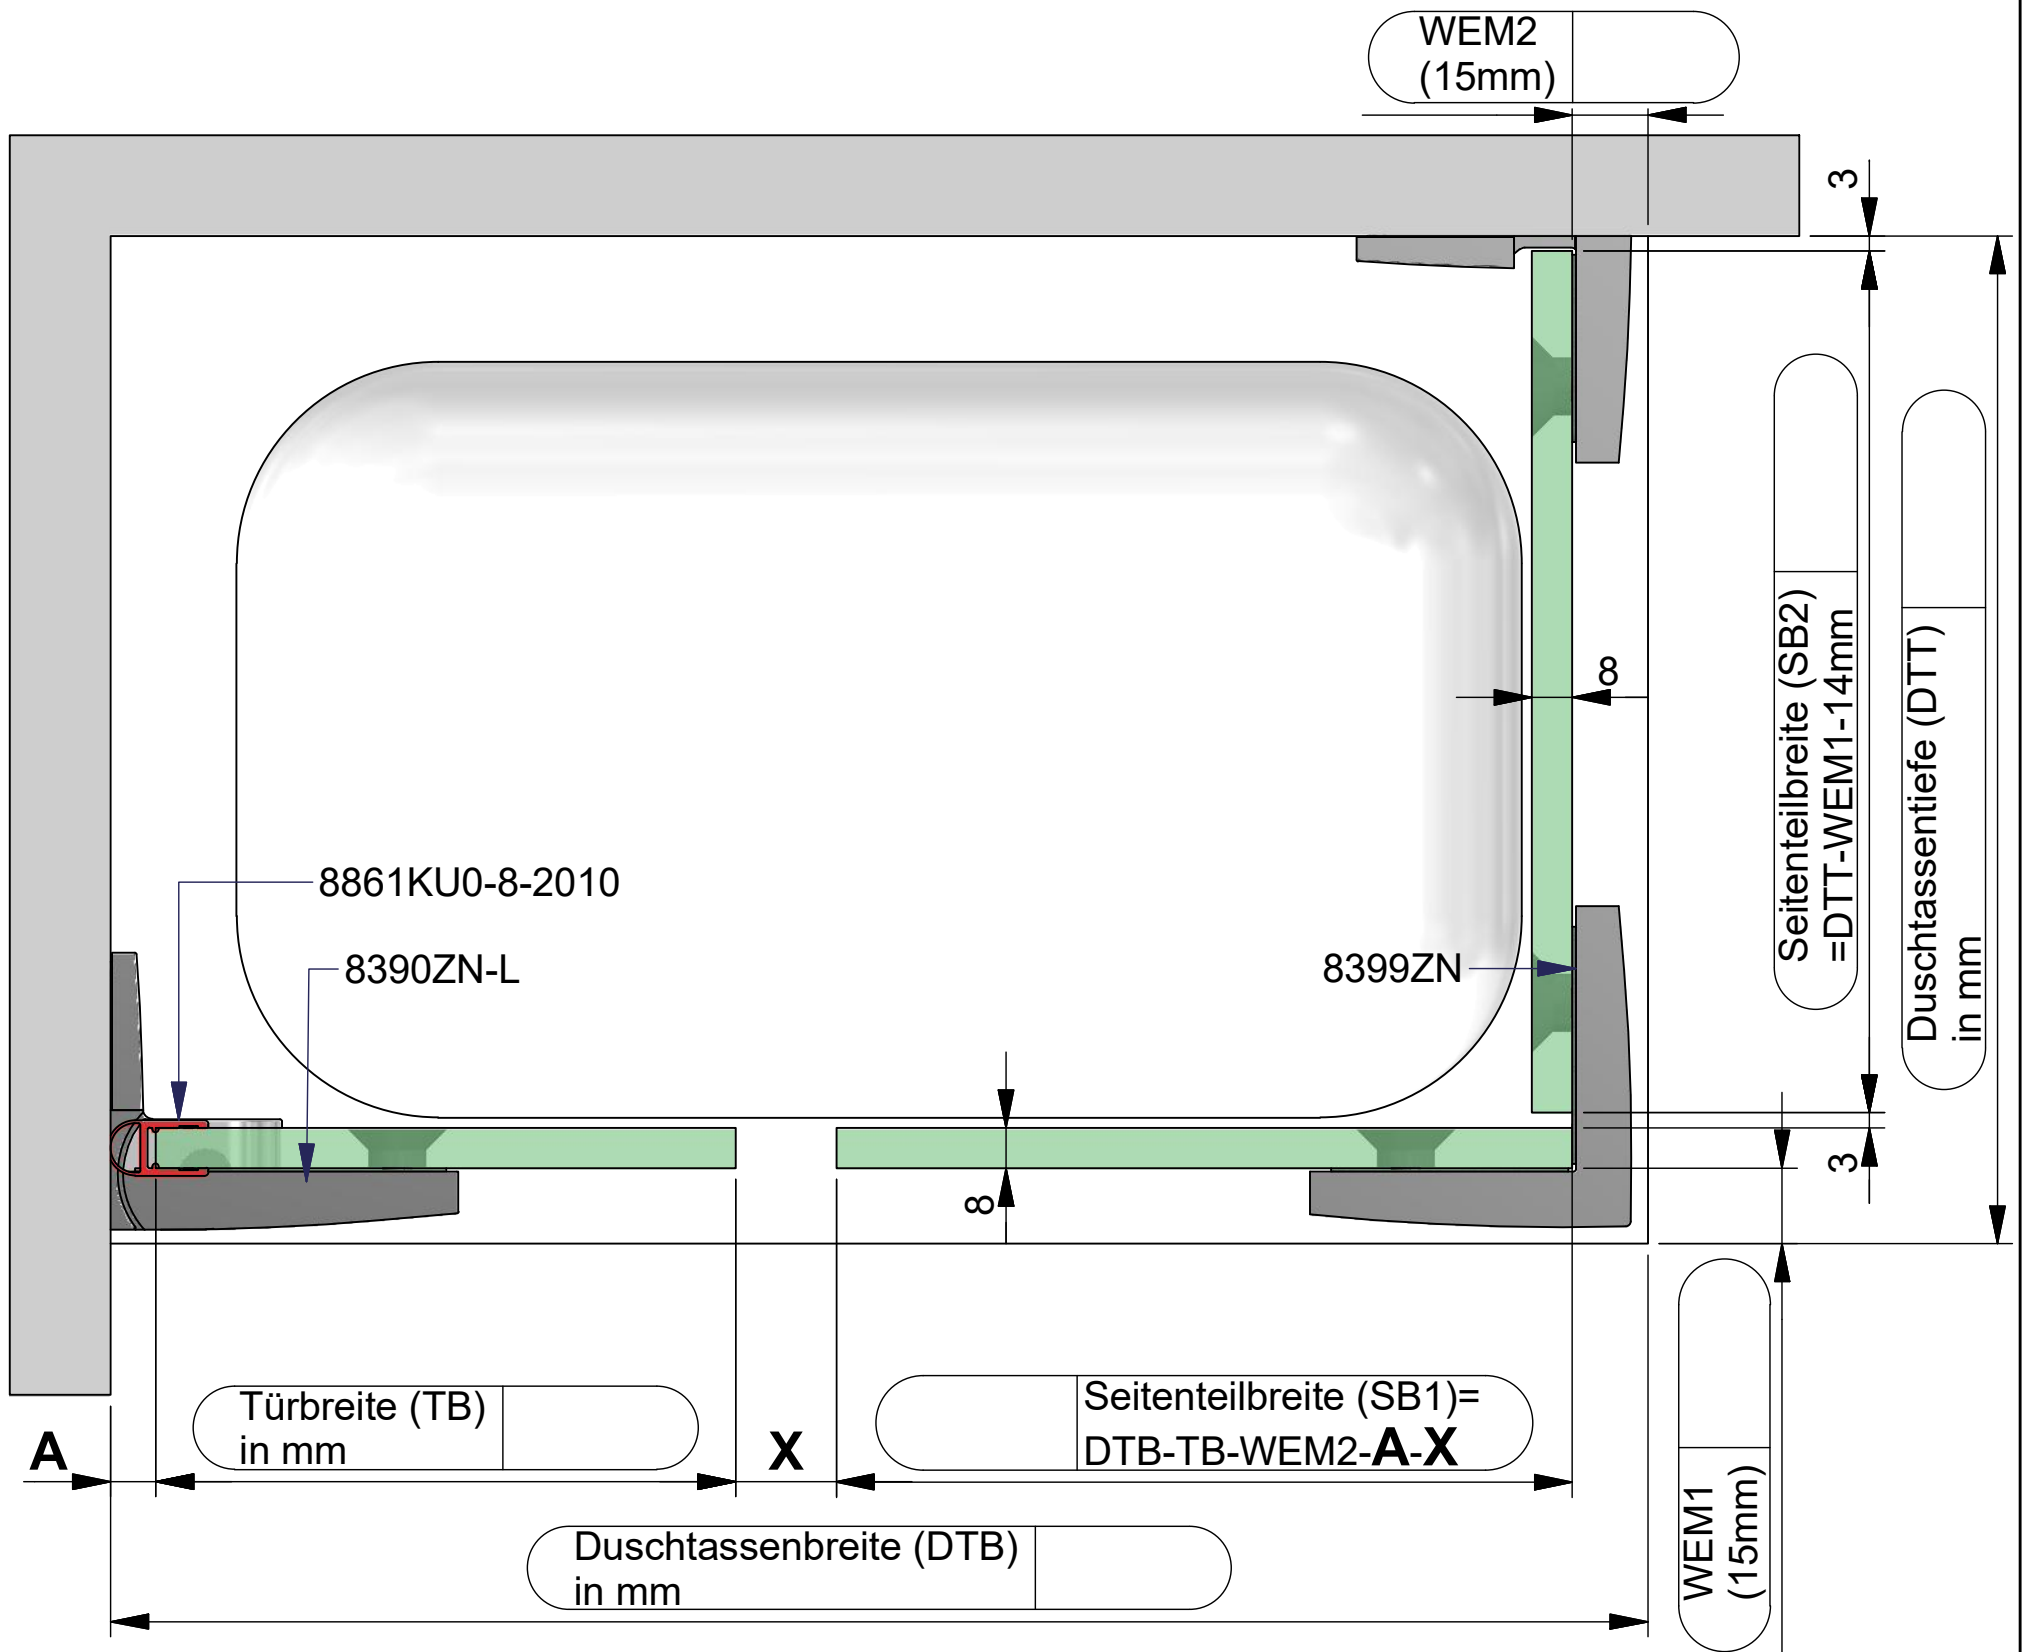 WEM2
(15mm)
3
Seitenteilbreite (SB2)
=DTT-WEM1-14mm
Duschtassentiefe (DTT)
in mm
8
8861KU0-8-2010
8390ZN-L
8399ZN
8
3
Türbreite (TB)
in mm
Seitenteilbreite (SB1)=
DTB-TB-WEM2-A-X
A
X
WEM1
(15mm)
Duschtassenbreite (DTB)
in mm